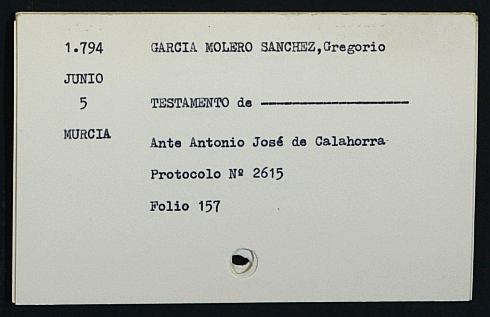 1.794 GARCIA MOLERO SANCHEZ,Gregorio
JUNIO
5 TESTAMENTO de ------------------
MURCIA
Ante Antonio José de Calahorra
Protocolo Nº 2615
Folio 157